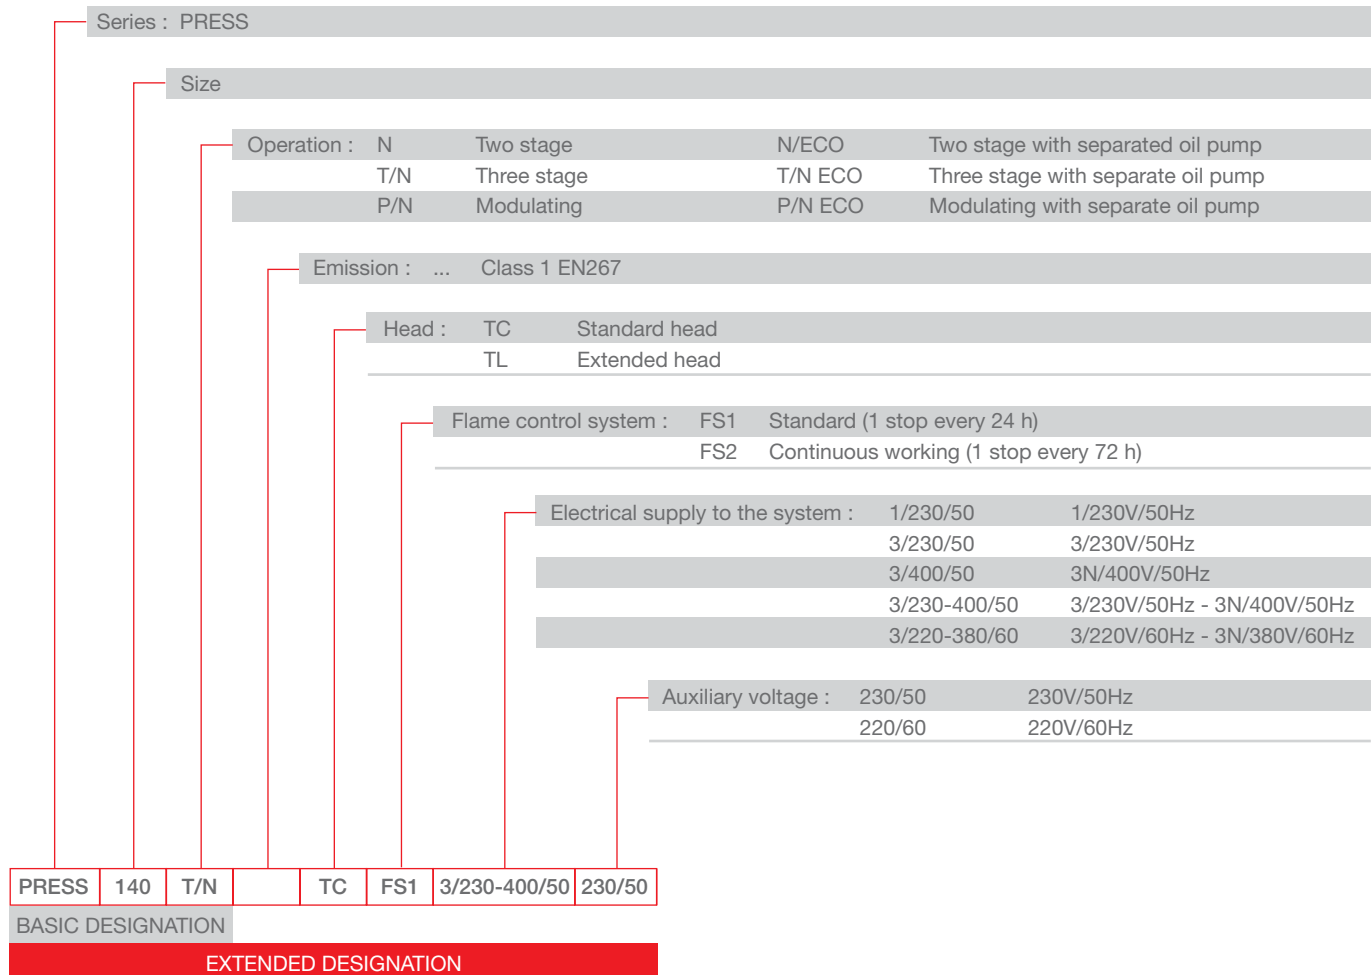 Series : PRESS
Size
Operation : N Two stage N/ECO Two stage with separated oil pump
T/N Three stage T/N ECO Three stage with separate oil pump
P/N Modulating P/N ECO Modulating with separate oil pump
Emission : ... Class 1 EN267
Head : TC Standard head
TL Extended head
Flame control system : FS1 Standard (1 stop every 24 h)
FS2 Continuous working (1 stop every 72 h)
Electrical supply to the system : 1/230/50 1/230V/50Hz
3/230/50 3/230V/50Hz
3/400/50 3N/400V/50Hz
3/230-400/50 3/230V/50Hz - 3N/400V/50Hz
3/220-380/60 3/220V/60Hz - 3N/380V/60Hz
Auxiliary voltage : 230/50 230V/50Hz
220/60 220V/60Hz
PRESS 140 T/N TC FS1 3/230-400/50 230/50
BASIC DESIGNATION
EXTENDED DESIGNATION